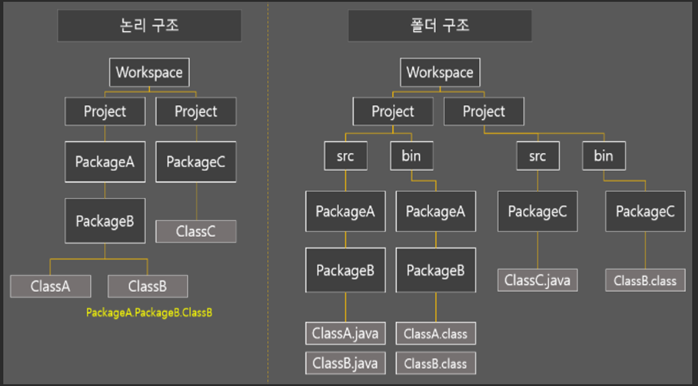 논리 구조
폴더 구조
Workspace
Project Project
PackageA PackageC
PackageB
ClassC
ClassA ClassB
PackageA.PackageB.ClassB
Workspace
Project Project
src bin src bin
PackageA PackageA PackageC PackageC
PackageB PackageB ClassC.java ClassB.class
ClassA.java ClassA.class
ClassB.java ClassB.class